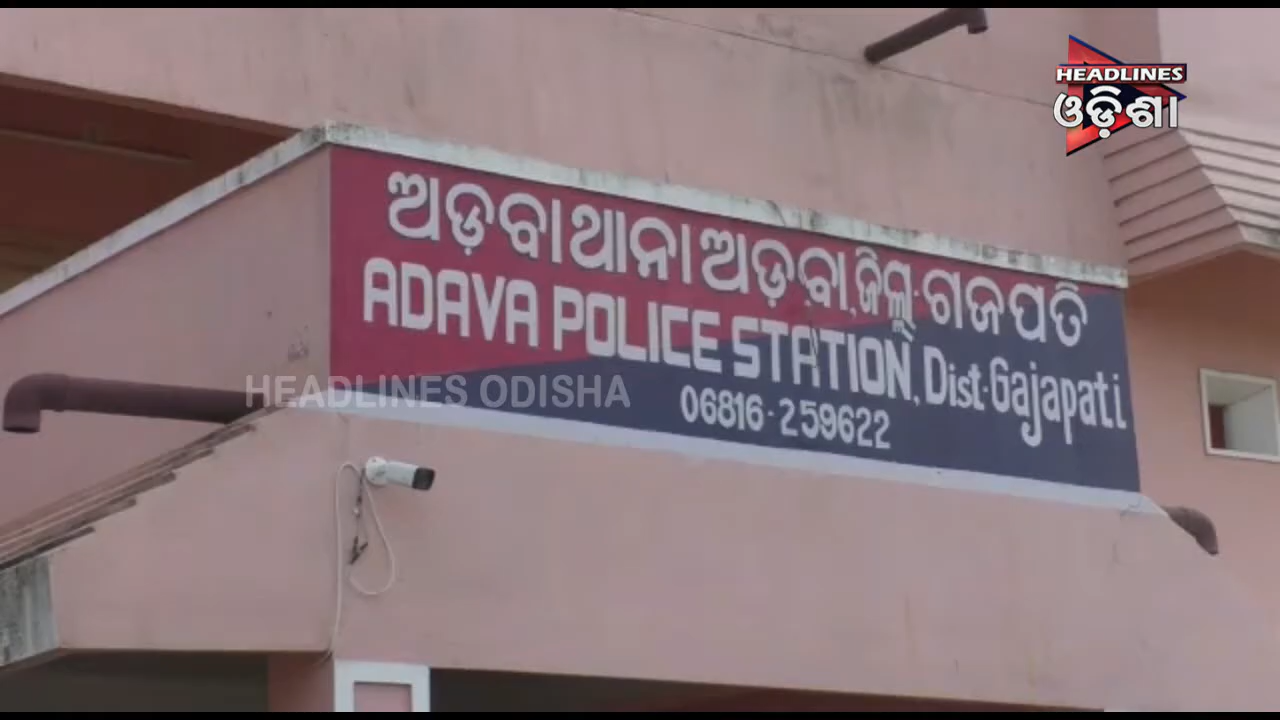 HEADLINES
ଓଡ଼ିଶା
ଅଡ଼ବା ଥାନା ଅଡ଼ବା, ଜିଲ୍ଲା-ଗଜପତି
ADAVA POLICE STATION, Dist-Gajapati
06816-259622
HEADLINES ODISHA